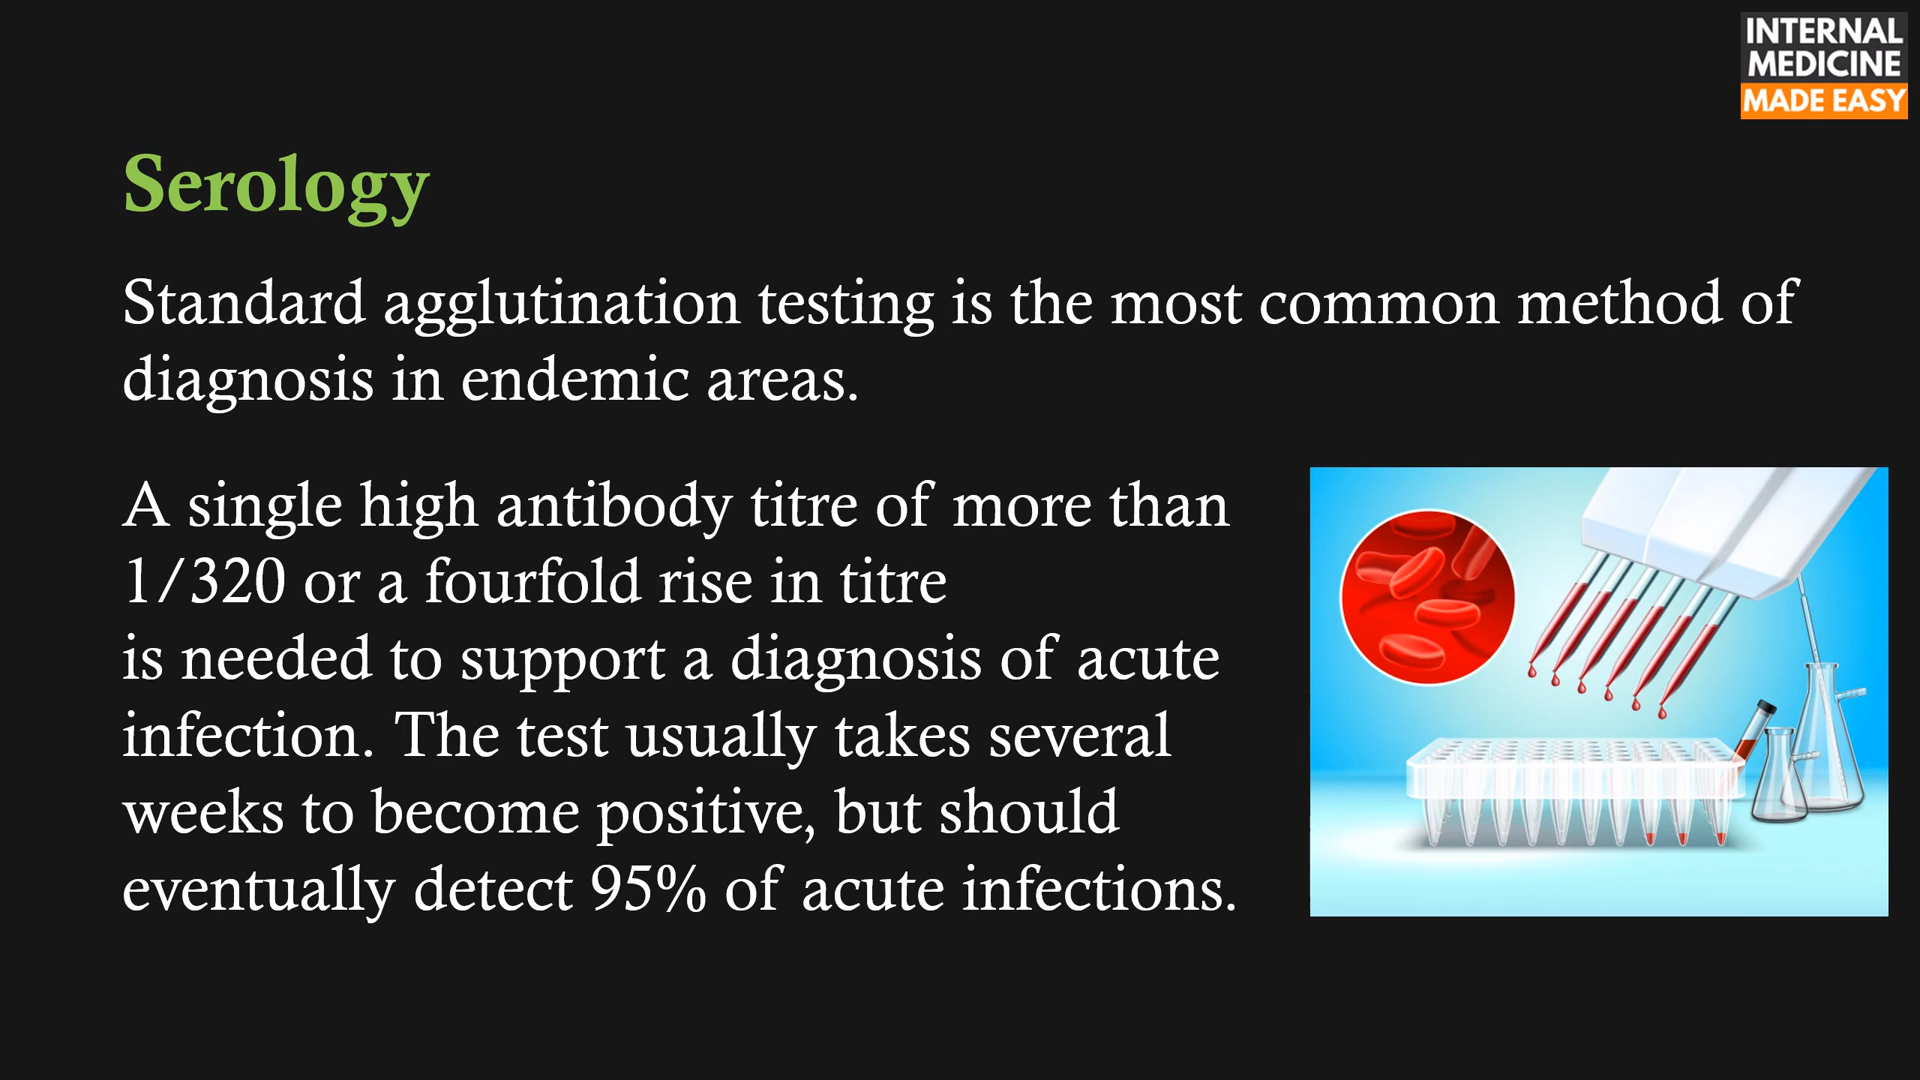 INTERNAL
MEDICINE
MADE EASY
Serology
Standard agglutination testing is the most common method of
diagnosis in endemic areas.
A single high antibody titre of more than
1/320 or a fourfold rise in titre
is needed to support a diagnosis of acute
infection. The test usually takes several
weeks to become positive, but should
eventually detect 95% of acute infections.